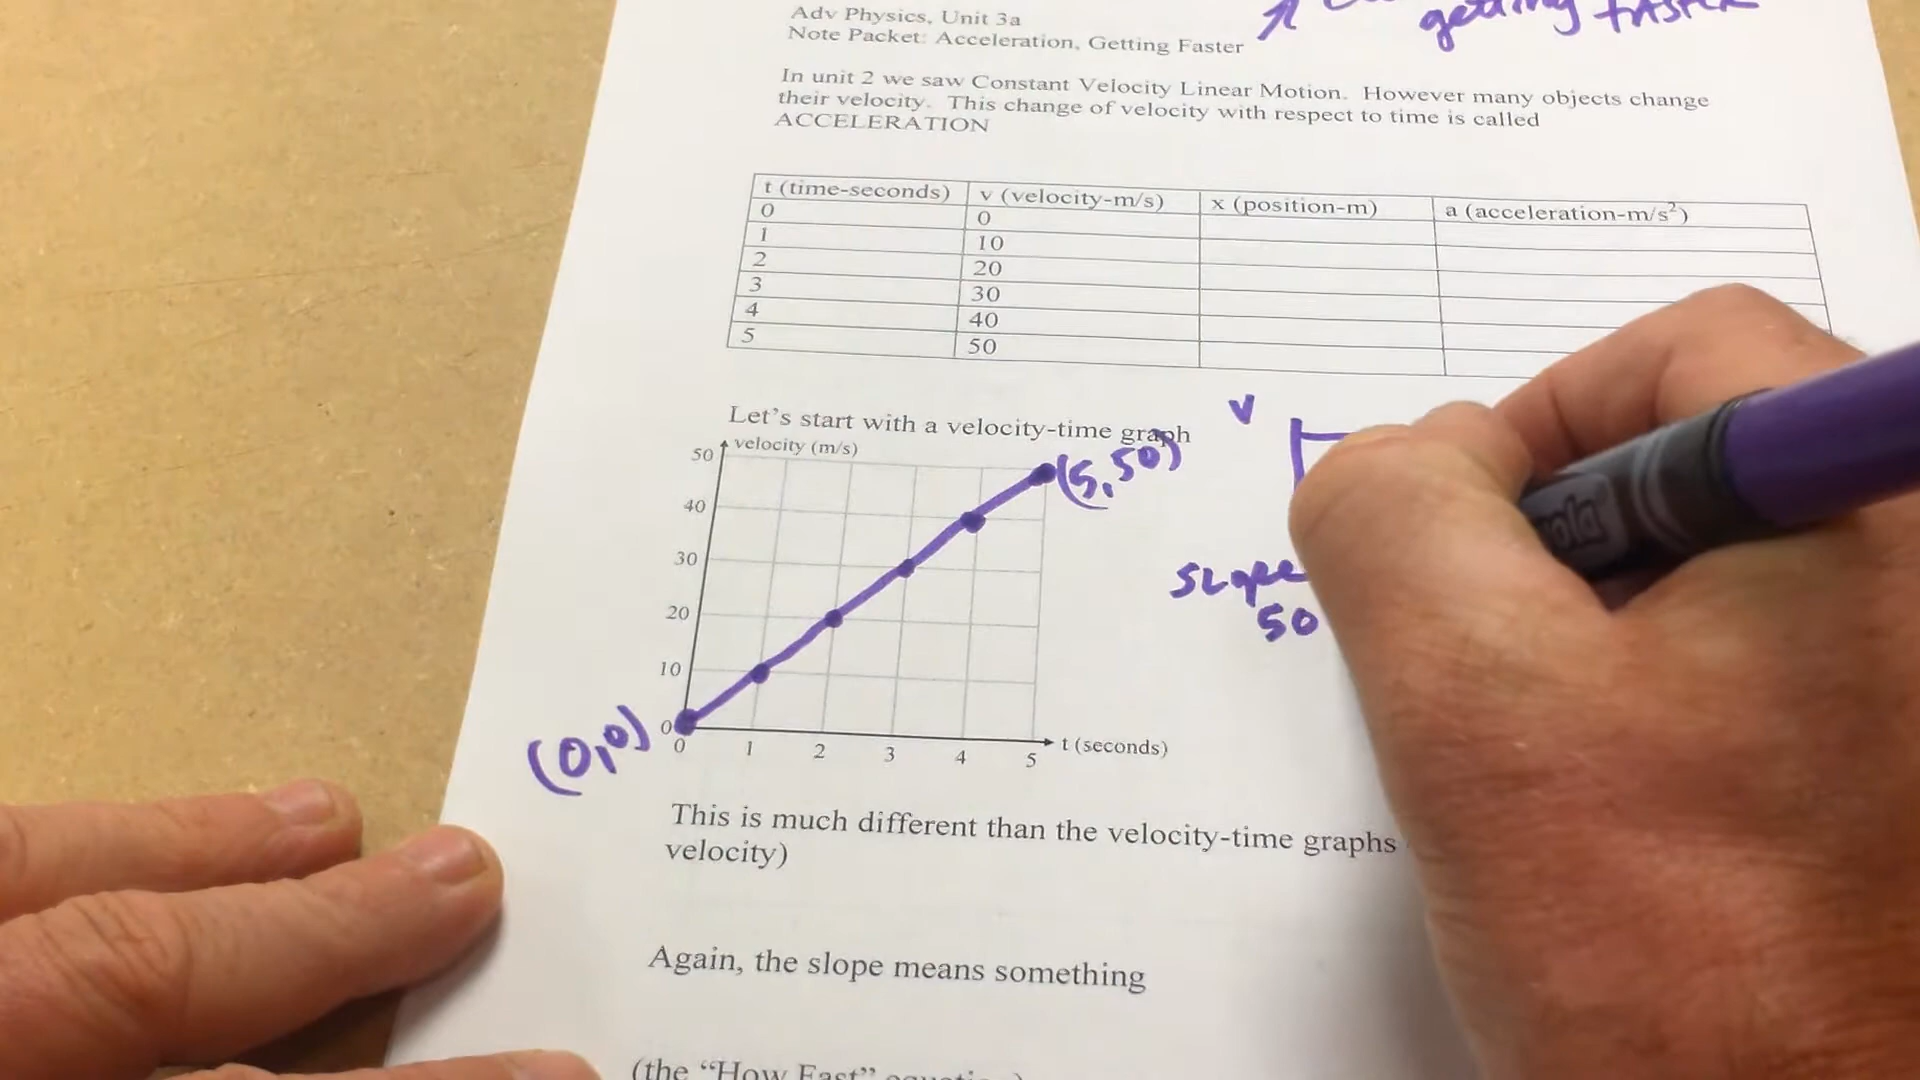 getting FASTER
Adv Physics, Unit 3a
Note Packet: Acceleration, Getting Faster
In unit 2 we saw Constant Velocity Linear Motion. However many objects change
their velocity. This change of velocity with respect to time is called
ACCELERATION
t (time-seconds) v (velocity-m/s) x (position-m) a (acceleration-m/s²)
0 0
1 10
2 20
3 30
4 40
5 50
Let's start with a velocity-time graph
v
velocity (m/s)
50
(5,50)
40
30
slope
50
20
10
0
(0,0)
0 1 2 3 4 5
t (seconds)
This is much different than the velocity-time graphs
velocity)
Again, the slope means something
(the "How Fast"